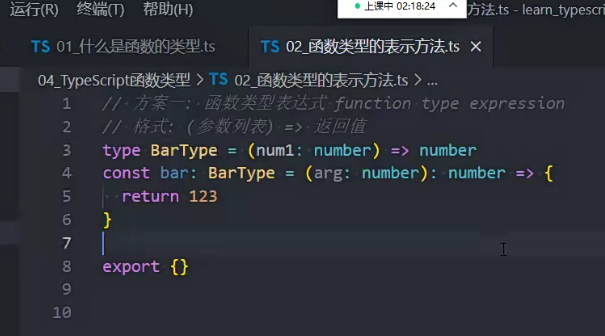 运行(R) 终端(T) 帮助(H) 上课中 02:18:24 方法.ts - learn_typesc
TS 01_什么是函数的类型.ts TS 02_函数类型的表示方法.ts
04_TypeScript函数类型 > TS 02_函数类型的表示方法.ts > ...
1 // 方案一: 函数类型表达式 function type expression
2 // 格式: (参数列表) => 返回值
3 type BarType = (num1: number) => number
4 const bar: BarType = (arg: number): number => {
5 return 123
6 }
7
8 export {}
9
10